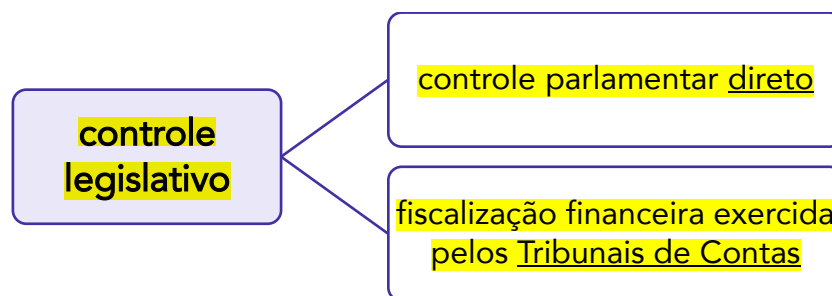 controle
legislativo
controle parlamentar direto
fiscalização financeira exercida
pelos Tribunais de Contas